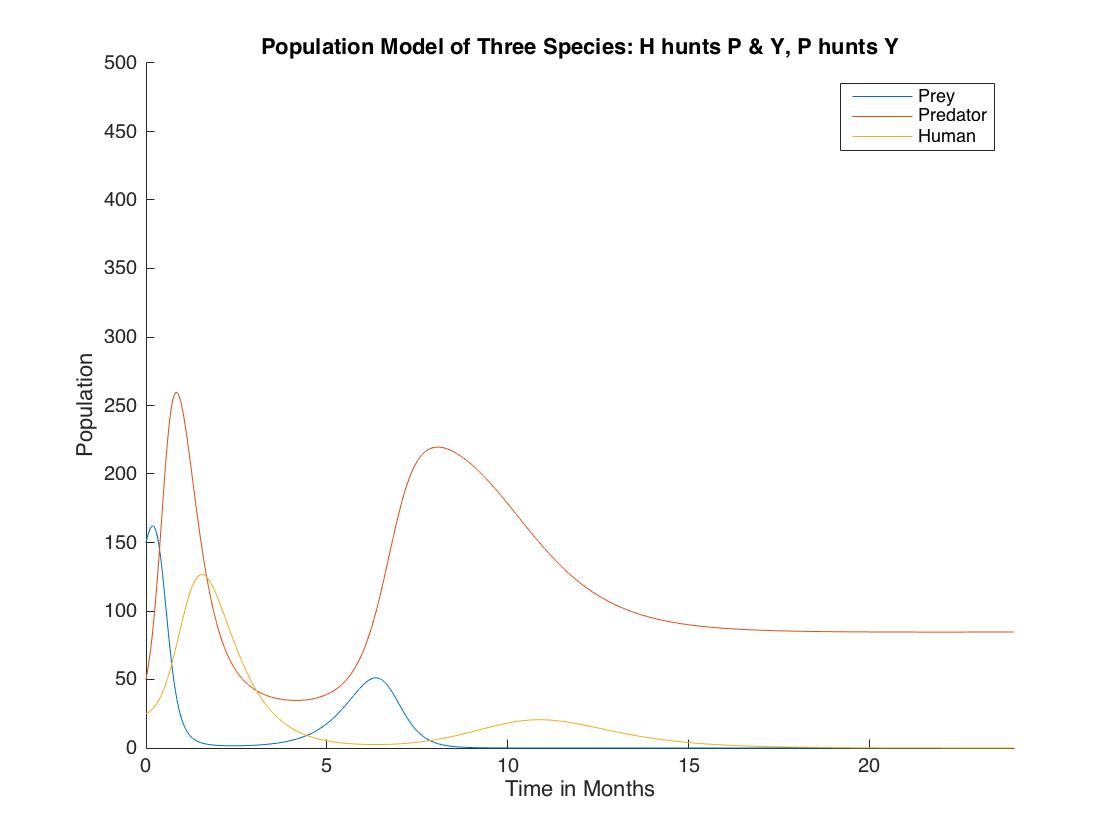 Population Model of Three Species: H hunts P & Y, P hunts Y
500
450
400
350
300
250
200
150
100
50
0
Population
Prey
Predator
Human
0 5 10 15 20
Time in Months